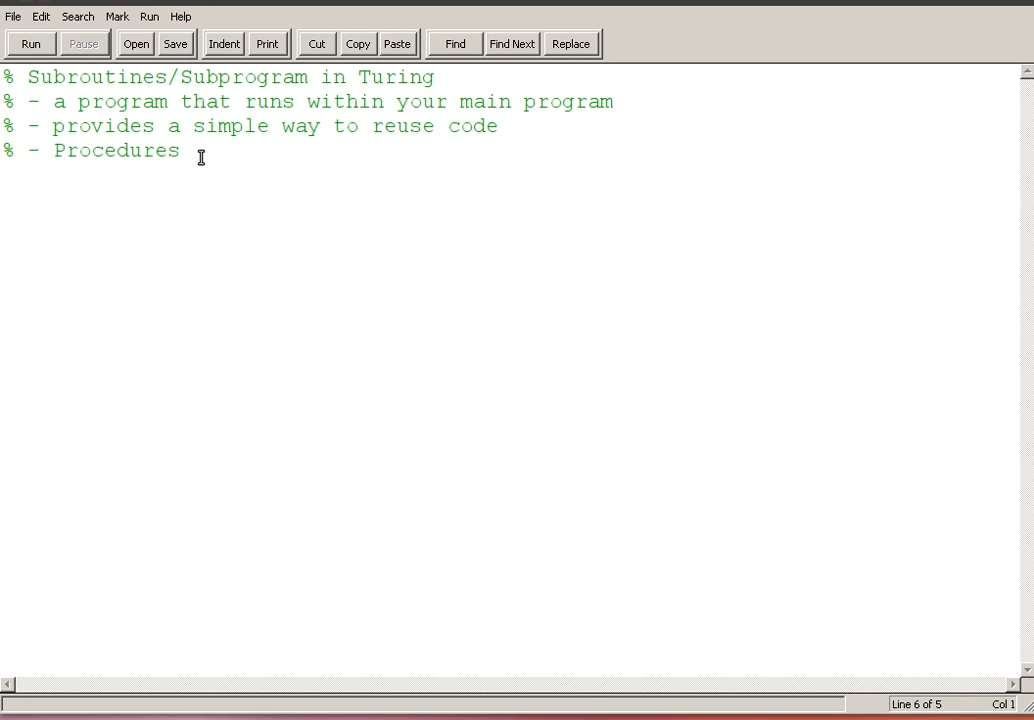 File Edit Search Mark Run Help
Run Pause Open Save Indent Print Cut Copy Paste Find Find Next Replace
% Subroutines/Subprogram in Turing
% - a program that runs within your main program
% - provides a simple way to reuse code
% - Procedures
Line 6 of 5 Col 1